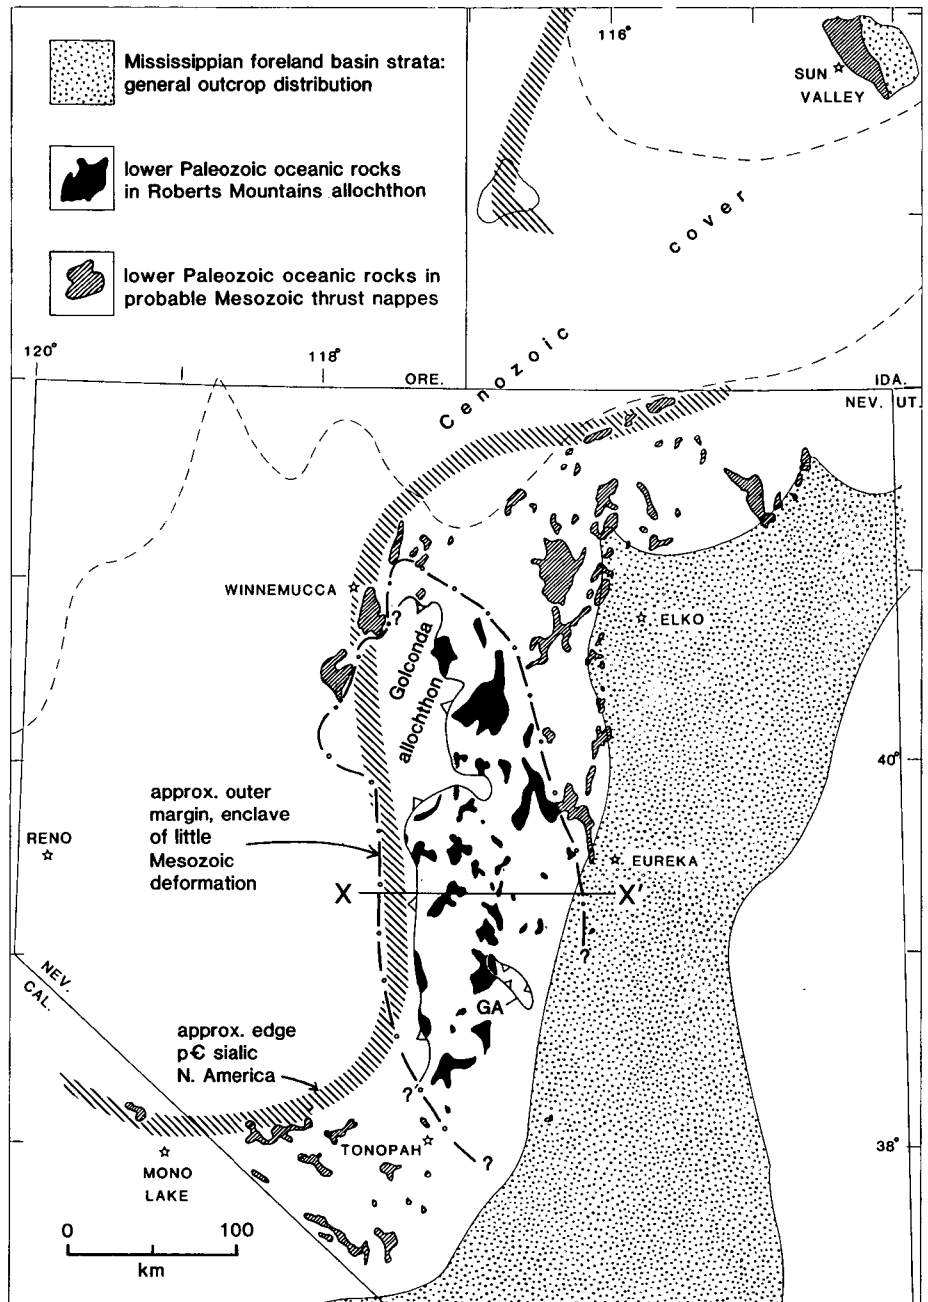 Mississippian foreland basin strata:
general outcrop distribution
lower Paleozoic oceanic rocks
in Roberts Mountains allochthon
lower Paleozoic oceanic rocks in
probable Mesozoic thrust nappes
116°
SUN
VALLEY
cover
Cenozoic
120°
118°
ORE.
IDA.
NEV.
UT.
WINNEMUCCA
?
ELKO
Golconda
allochthon
40°
approx. outer
margin, enclave
of little
Mesozoic
deformation
RENO
EUREKA
X
X'
?
NEV.
CAL.
GA
approx. edge
p-Є sialic
N. America
?
TONOPAH
?
38°
MONO
LAKE
0 100
km